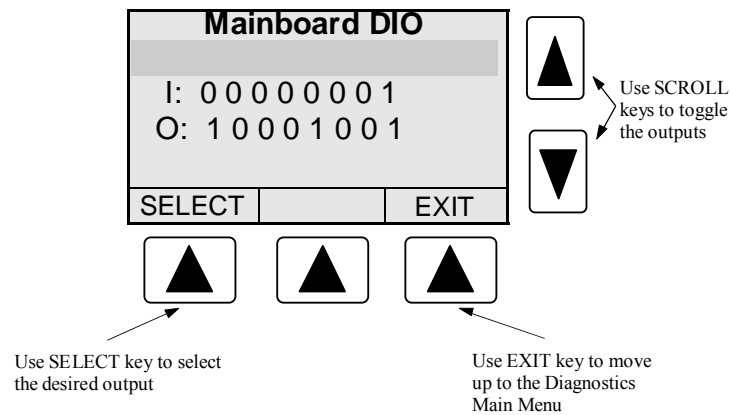 Mainboard DIO
I: 0 0 0 0 0 0 0 1
O: 1 0 0 0 1 0 0 1
SELECT EXIT
Use SCROLL
keys to toggle
the outputs
Use SELECT key to select
the desired output
Use EXIT key to move
up to the Diagnostics
Main Menu